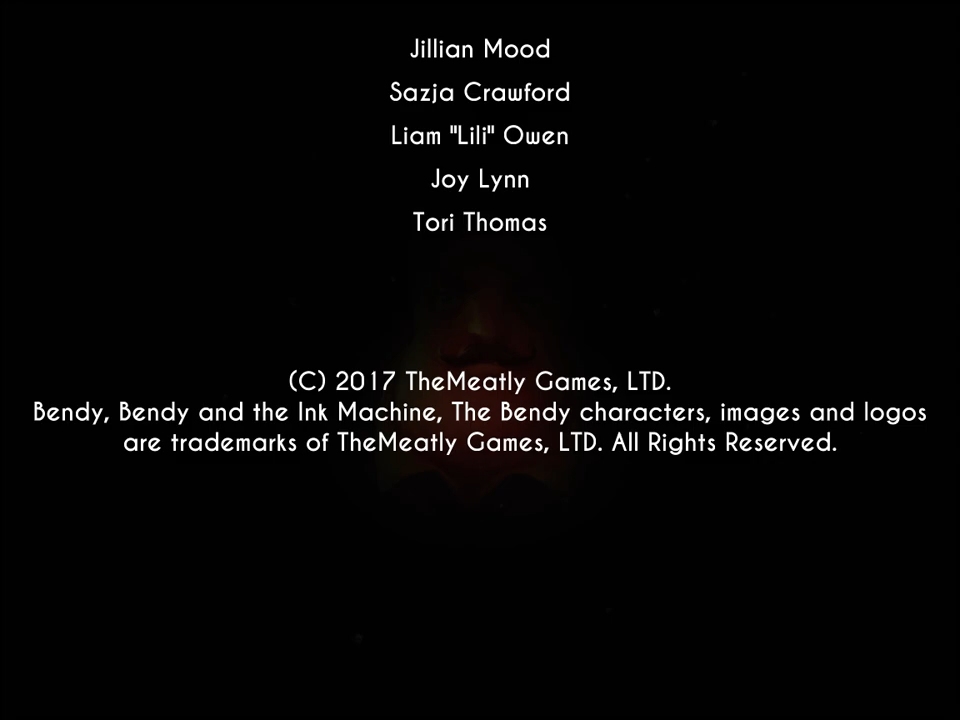 Jillian Mood
Sazja Crawford
Liam "Lili" Owen
Joy Lynn
Tori Thomas
(C) 2017 TheMeatly Games, LTD.
Bendy, Bendy and the Ink Machine, The Bendy characters, images and logos
are trademarks of TheMeatly Games, LTD. All Rights Reserved.